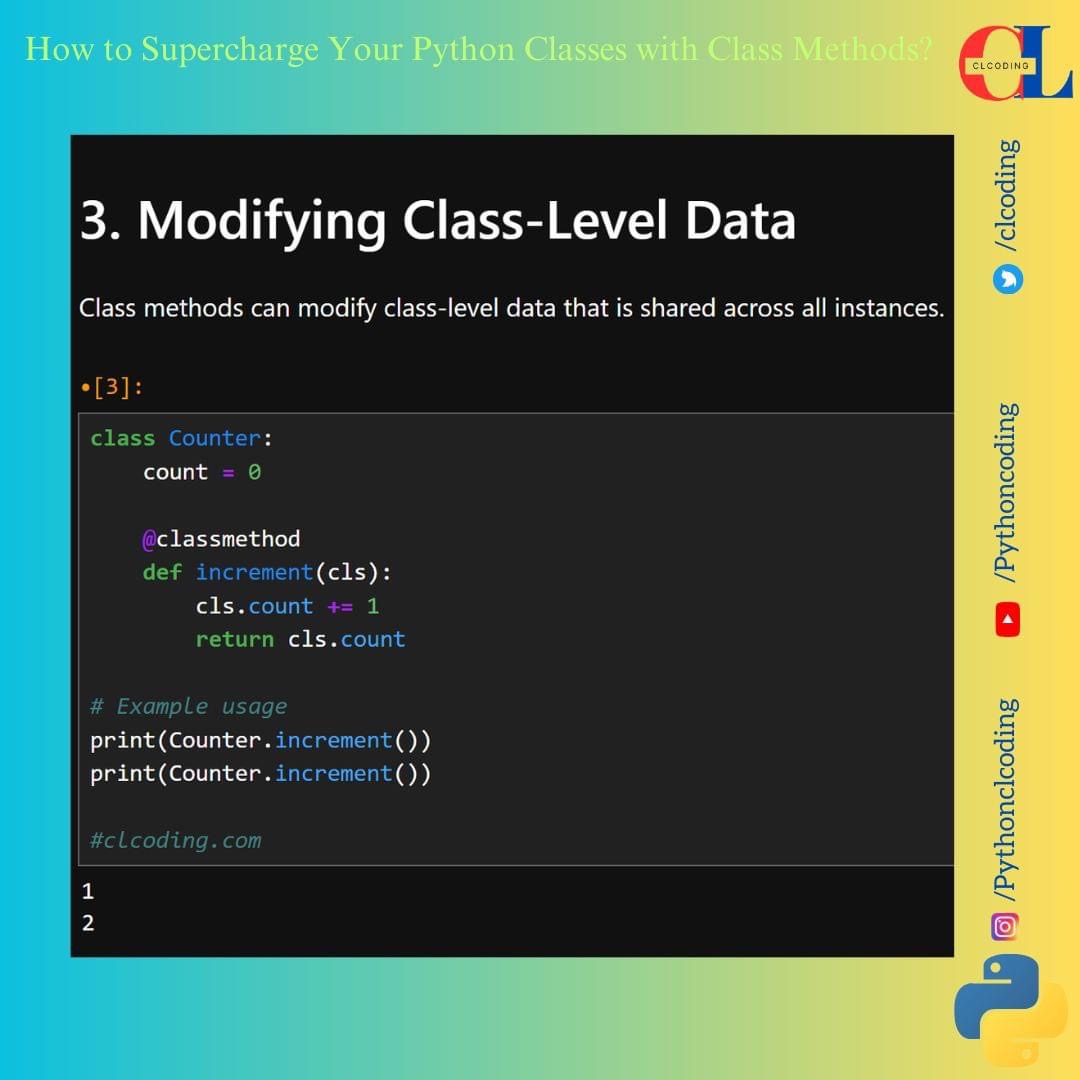 How to Supercharge Your Python Classes with Class Methods?
CL
CLCODING
3. Modifying Class-Level Data
Class methods can modify class-level data that is shared across all instances.
•[3]:
class Counter:
    count = 0
    @classmethod
    def increment(cls):
        cls.count += 1
        return cls.count
# Example usage
print(Counter.increment())
print(Counter.increment())
#clcoding.com
1
2
/clcoding
/Pythoncoding
/Pythonclcoding